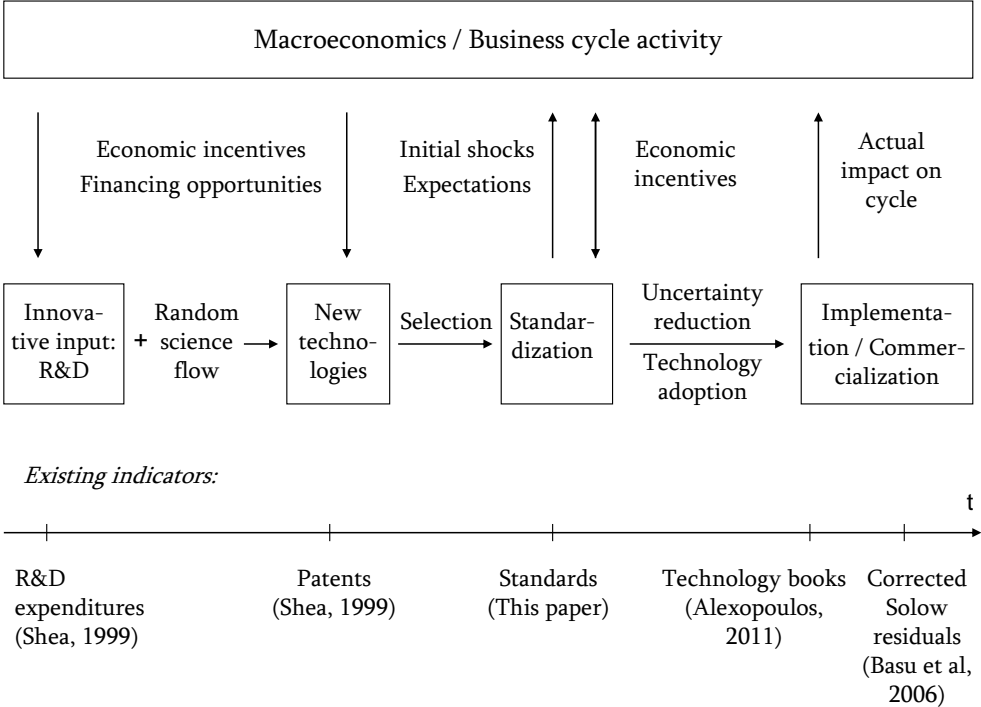 Macroeconomics / Business cycle activity
Economic incentives
Financing opportunities
Initial shocks
Expectations
Economic
incentives
Actual
impact on
cycle
Innova-
tive input:
R&D
+
Random
science
flow
New
techno-
logies
Selection
Standar-
dization
Uncertainty
reduction
Technology
adoption
Implementa-
tion / Commer-
cialization
Existing indicators:
t
R&D
expenditures
(Shea, 1999)
Patents
(Shea, 1999)
Standards
(This paper)
Technology books
(Alexopoulos,
2011)
Corrected
Solow
residuals
(Basu et al,
2006)